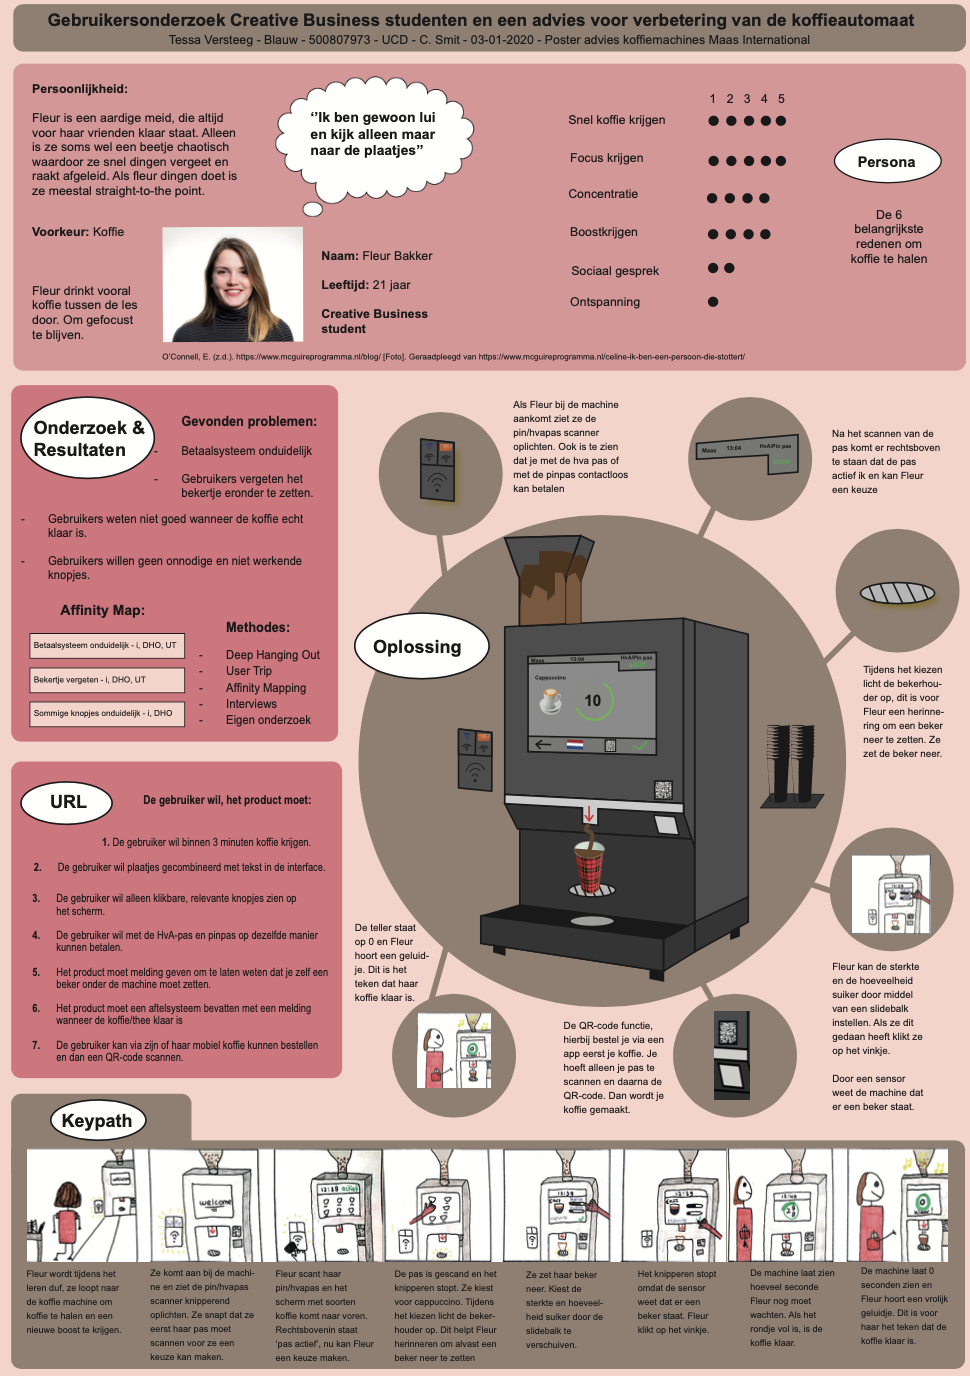 Gebruikersonderzoek Creative Business studenten en een advies voor verbetering van de koffieautomaat
Tessa Versteeg - Blauw - 500807973 - UCD - C. Smit - 03-01-2020 - Poster advies koffiemachines Maas International
Persoonlijkheid:
Fleur is een aardige meid, die altijd
voor haar vrienden klaar staat. Alleen
is ze soms wel een beetje chaotisch
waardoor ze snel dingen vergeet en
raakt afgeleid. Als fleur dingen doet is
ze meestal straight-to-the point.
Voorkeur: Koffie
Fleur drinkt vooral
koffie tussen de les
door. Om gefocust
te blijven.
‘’Ik ben gewoon lui
en kijk alleen maar
naar de plaatjes”
Naam: Fleur Bakker
Leeftijd: 21 jaar
Creative Business
student
O'Connell, E. (z.d.). https://www.mcguireprogramma.nl/blog/ [Foto]. Geraadpleegd van https://www.mcguireprogramma.nl/celine-ik-ben-een-persoon-die-stottert/
1 2 3 4 5
Snel koffie krijgen
Focus krijgen
Concentratie
Boostkrijgen
Sociaal gesprek
Ontspanning
Persona
De 6
belangrijkste
redenen om
koffie te halen
Onderzoek &
Resultaten
Gevonden problemen:
- Betaalsysteem onduidelijk
- Gebruikers vergeten het
bekertje eronder te zetten.
- Gebruikers weten niet goed wanneer de koffie echt
klaar is.
- Gebruikers willen geen onnodige en niet werkende
knopjes.
Affinity Map:
Betaalsysteem onduidelijk - i, DHO, UT
Bekertje vergeten - i, DHO, UT
Sommige knopjes onduidelijk - i, DHO
Methodes:
- Deep Hanging Out
- User Trip
- Affinity Mapping
- Interviews
- Eigen onderzoek
URL
De gebruiker wil, het product moet:
1. De gebruiker wil binnen 3 minuten koffie krijgen.
2. De gebruiker wil plaatjes gecombineerd met tekst in de interface.
3. De gebruiker wil alleen klikbare, relevante knopjes zien op
het scherm.
4. De gebruiker wil met de HvA-pas en pinpas op dezelfde manier
kunnen betalen.
5. Het product moet melding geven om te laten weten dat je zelf een
beker onder de machine moet zetten.
6. Het product moet een aftelsysteem bevatten met een melding
wanneer de koffie/thee klaar is
7. De gebruiker kan via zijn of haar mobiel koffie kunnen bestellen
en dan een QR-code scannen.
Als Fleur bij de machine
aankomt ziet ze de
pin/hvapas scanner
oplichten. Ook is te zien
dat je met de hva pas of
met de pinpas contactloos
kan betalen
Maas 13:04 HvA/Pin pas
Na het scannen van de
pas komt er rechtsboven
te staan dat de pas
actief ik en kan Fleur
een keuze
Oplossing
Maas 13:04 HvA/Pin pas
Cappuccino
10
Tijdens het kiezen
licht de bekerhou-
der op, dit is voor
Fleur een herinne-
ring om een beker
neer te zetten. Ze
zet de beker neer.
De teller staat
op 0 en Fleur
hoort een geluid-
je. Dit is het
teken dat haar
koffie klaar is.
De QR-code functie,
hierbij bestel je via een
app eerst je koffie. Je
hoeft alleen je pas te
scannen en daarna de
QR-code. Dan wordt je
koffie gemaakt.
Fleur kan de sterkte
en de hoeveelheid
suiker door middel
van een slidebalk
instellen. Als ze dit
gedaan heeft klikt ze
op het vinkje.
Door een sensor
weet de machine dat
er een beker staat.
Keypath
welcome
12:38 actief
12:39
12:39
12:40
Fleur wordt tijdens het
leren duf, ze loopt naar
de koffie machine om
koffie te halen en een
nieuwe boost te krijgen.
Ze komt aan bij de machi-
ne en ziet de pin/hvapas
scanner knipperend
oplichten. Ze snapt dat ze
eerst haar pas moet
scannen voor ze een
keuze kan maken.
Fleur scant haar
pin/hvapas en het
scherm met soorten
koffie komt naar voren.
Rechtsbovenin staat
‘pas actief’, nu kan Fleur
een keuze maken.
De pas is gescand en het
knipperen stopt. Ze kiest
voor cappuccino. Tijdens
het kiezen licht de beker-
houder op. Dit helpt Fleur
herinneren om alvast een
beker neer te zetten
Ze zet haar beker
neer. Kiest de
sterkte en hoeveel-
heid suiker door de
slidebalk te
verschuiven.
Het knipperen stopt
omdat de sensor
weet dat er een
beker staat. Fleur
klikt op het vinkje.
De machine laat zien
hoeveel seconde
Fleur nog moet
wachten. Als het
rondje vol is, is de
koffie klaar.
De machine laat 0
seconden zien en
Fleur hoort een vrolijk
geluidje. Dit is voor
haar het teken dat de
koffie klaar is.